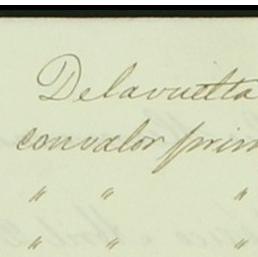 Delavuelta
convalor prim
" " "
" " "